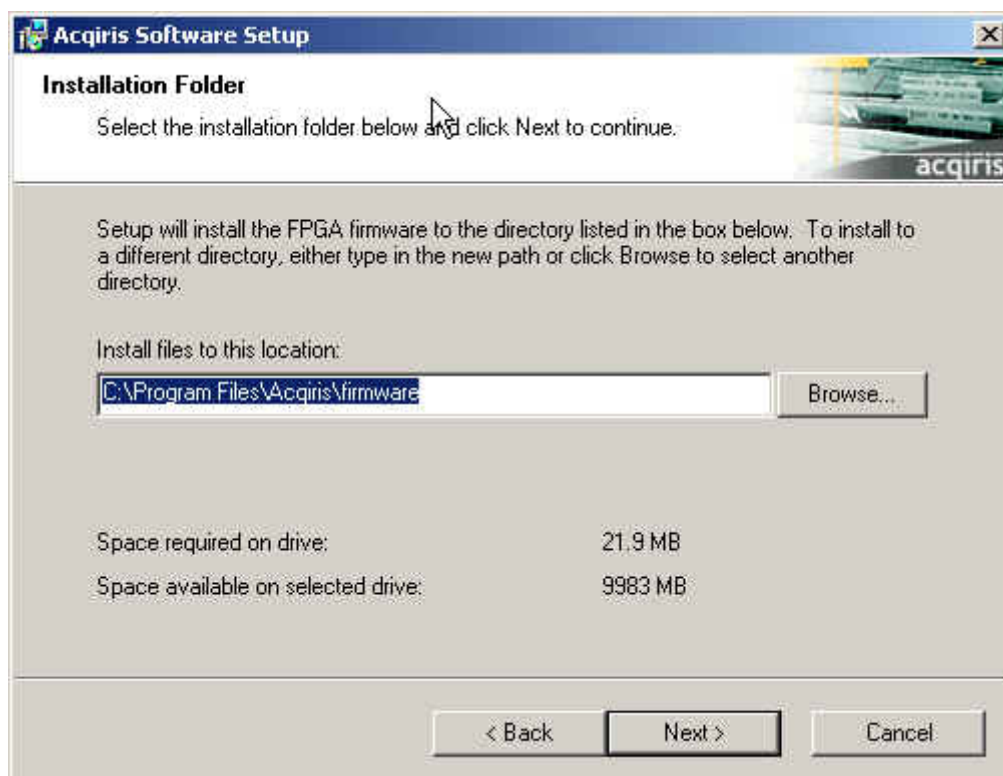 Acqiris Software Setup
Installation Folder
Select the installation folder below and click Next to continue.
acqiris
Setup will install the FPGA firmware to the directory listed in the box below. To install to
a different directory, either type in the new path or click Browse to select another
directory.
Install files to this location:
C:\Program Files\Acqiris\firmware
Browse...
Space required on drive: 21.9 MB
Space available on selected drive: 9983 MB
< Back Next > Cancel